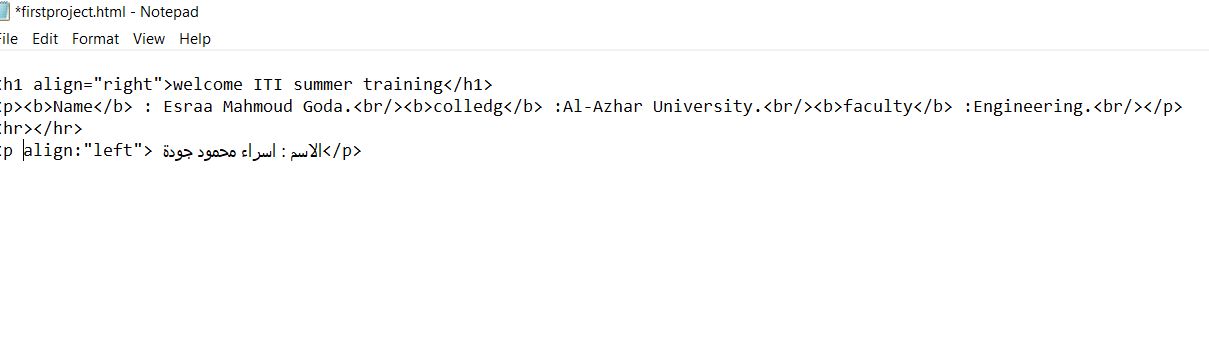 *firstproject.html - Notepad
File Edit Format View Help
<h1 align="right">welcome ITI summer training</h1>
<p><b>Name</b> : Esraa Mahmoud Goda.<br/><b>colledg</b> :Al-Azhar University.<br/><b>faculty</b> :Engineering.<br/></p>
<hr></hr>
<p align:"left"> الاسم : اسراء محمود جودة</p>